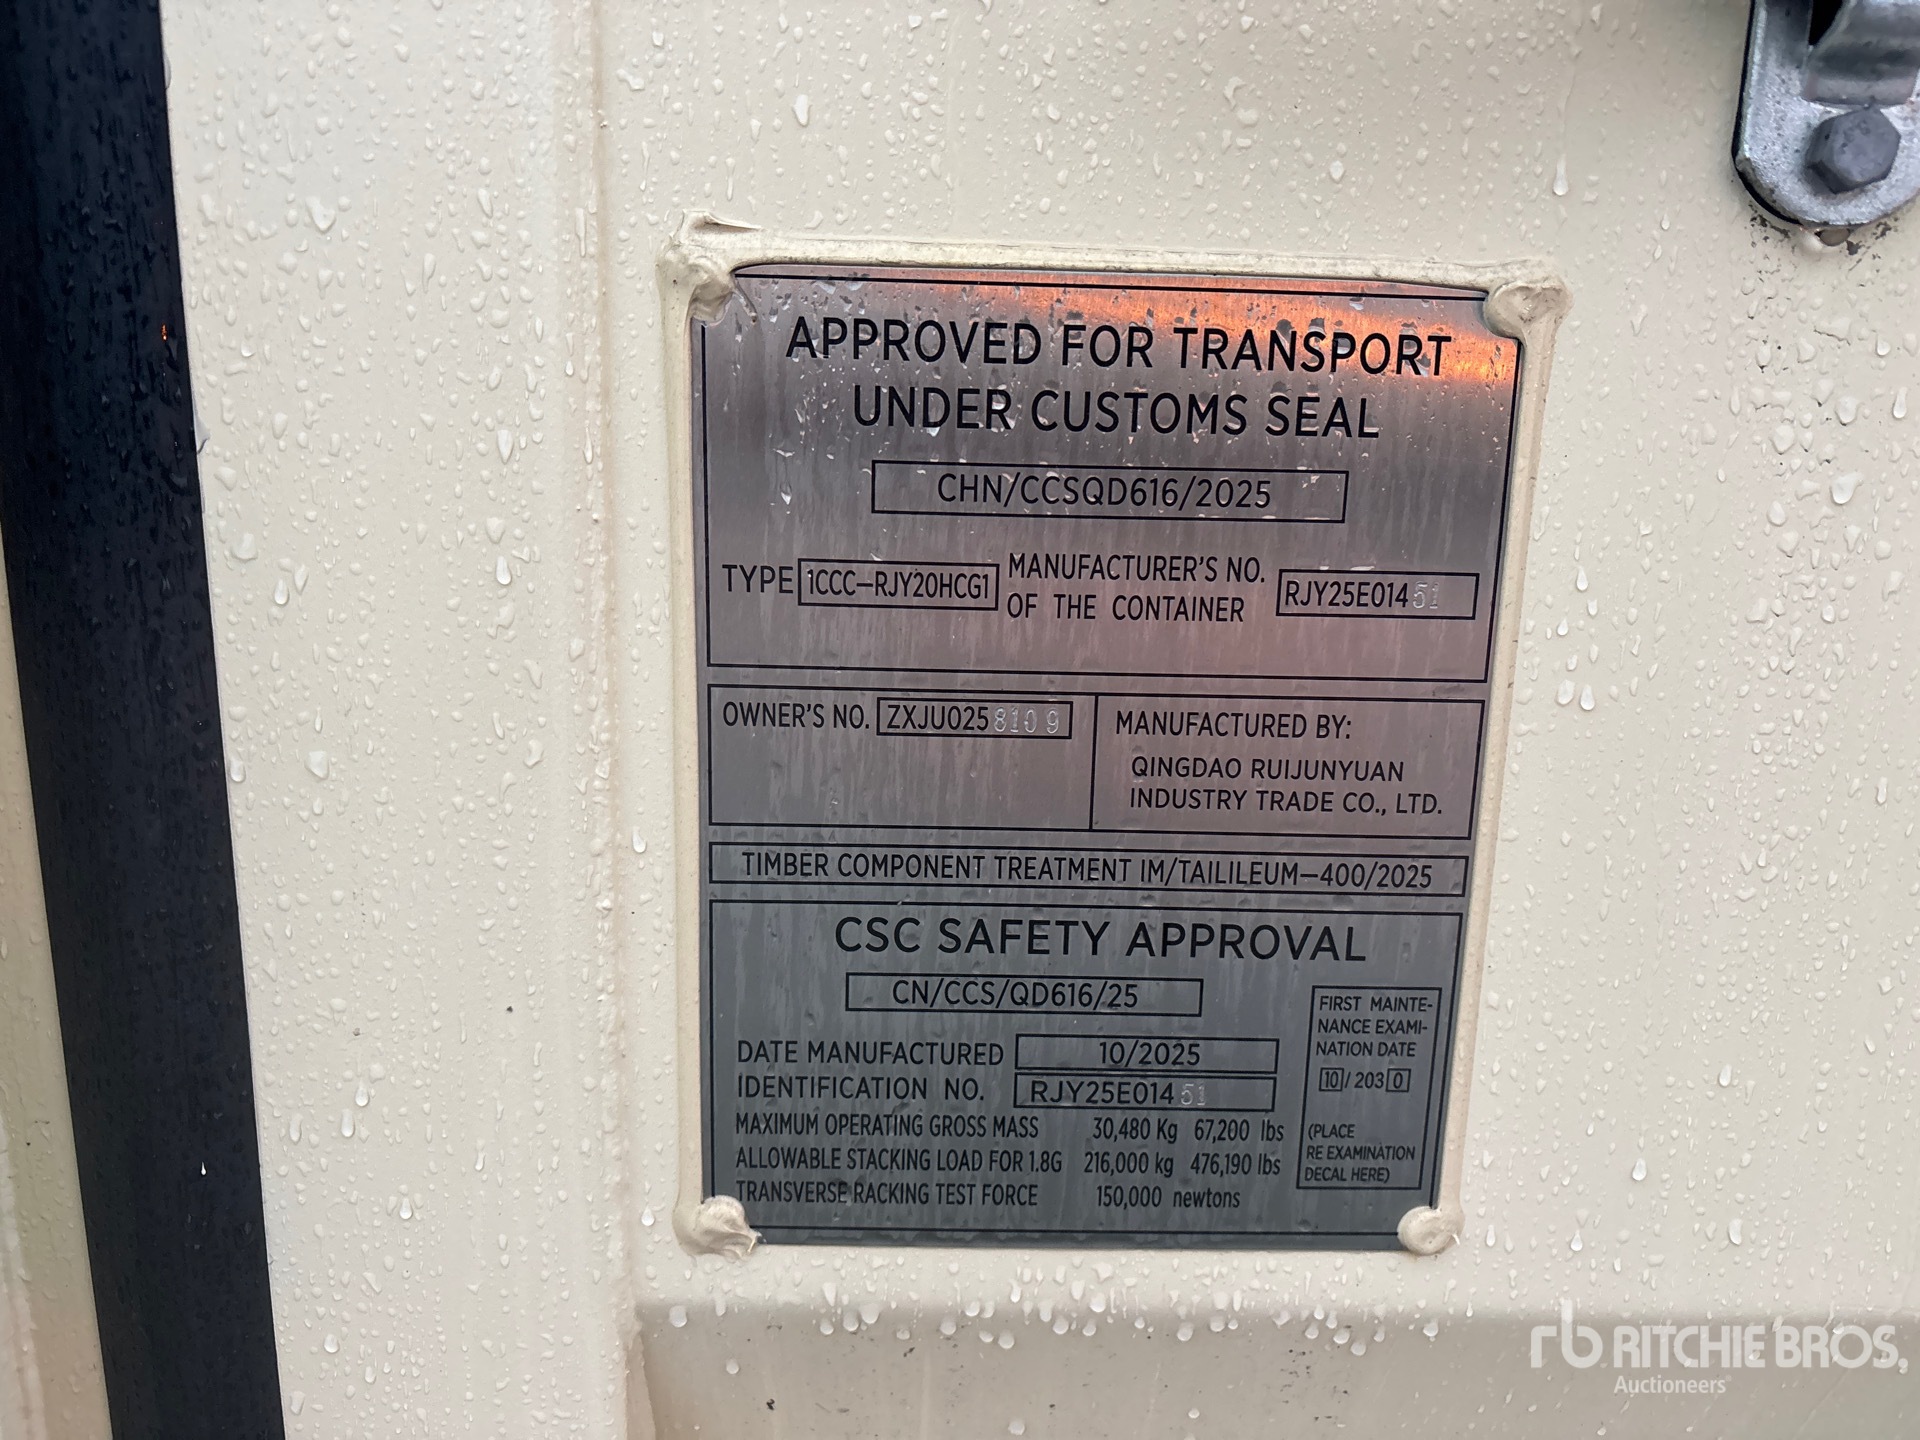 APPROVED FOR TRANSPORT
UNDER CUSTOMS SEAL
CHN/CCSQD616/2025
TYPE 1CCC-RJY20HCG1 MANUFACTURER'S NO. OF THE CONTAINER RJY25E01451
OWNER'S NO. ZXJU0258109
MANUFACTURED BY:
QINGDAO RUIJUNYUAN
INDUSTRY TRADE CO., LTD.
TIMBER COMPONENT TREATMENT IM/TAILILEUM-400/2025
CSC SAFETY APPROVAL
CN/CCS/QD616/25
DATE MANUFACTURED 10/2025
IDENTIFICATION NO. RJY25E01451
MAXIMUM OPERATING GROSS MASS 30,480 Kg 67,200 lbs
ALLOWABLE STACKING LOAD FOR 1.8G 216,000 kg 476,190 lbs
TRANSVERSE RACKING TEST FORCE 150,000 newtons
FIRST MAINTE-
NANCE EXAMI-
NATION DATE
10/2030
(PLACE
RE EXAMINATION
DECAL HERE)
rb RITCHIE BROS.
Auctioneers